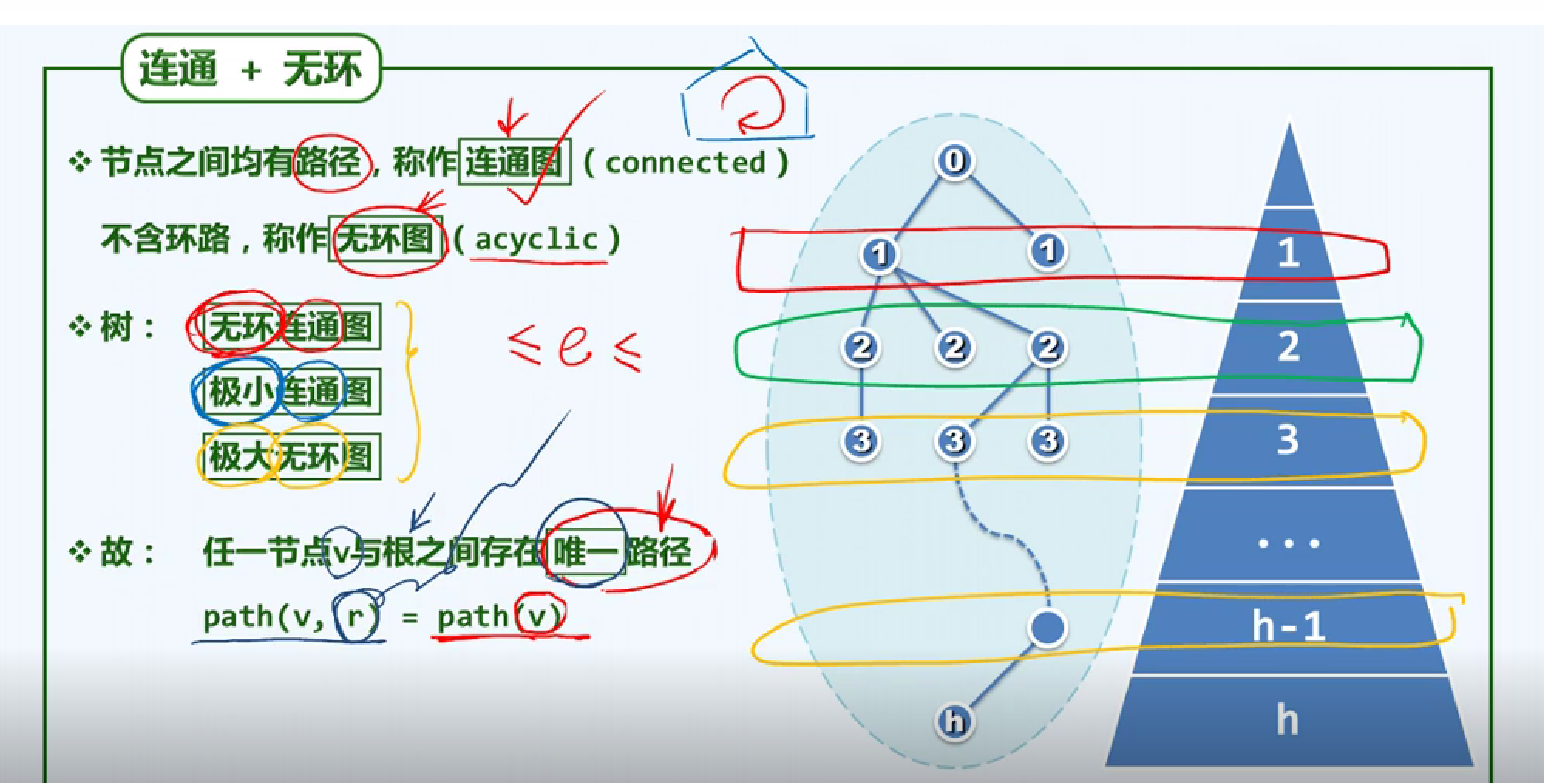 连通 + 无环
❖ 节点之间均有路径，称作连通图 (connected)
不含环路，称作无环图 (acyclic)
❖ 树： 无环连通图
极小连通图
极大无环图
≤ e ≤
❖ 故： 任一节点v与根之间存在唯一路径
path(v, r) = path(v)
0
1 1
2 2 2
3 3 3
h
1
2
3
...
h-1
h